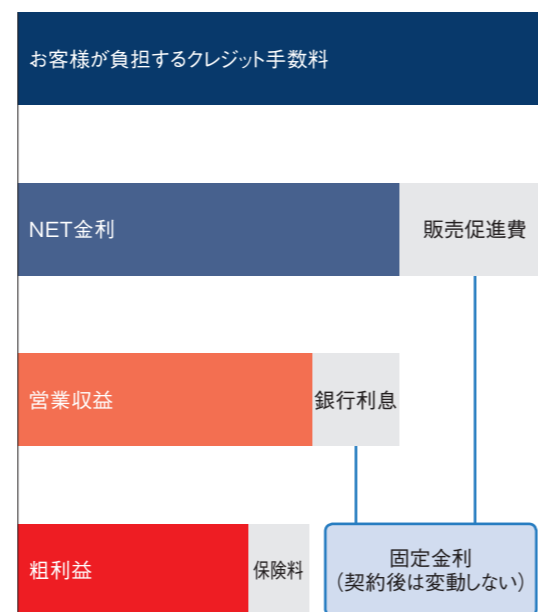 お客様が負担するクレジット手数料
NET金利
販売促進費
営業収益
銀行利息
粗利益
保険料
固定金利
（契約後は変動しない）